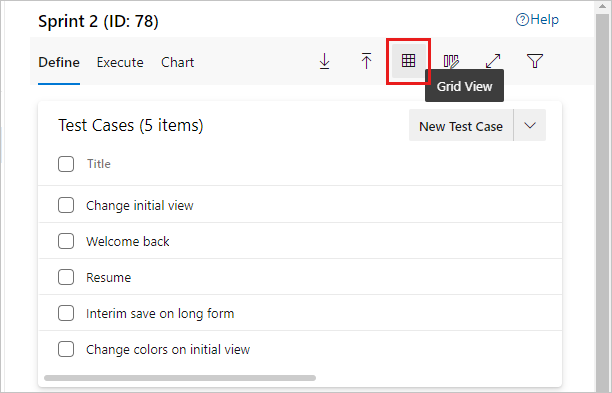 Sprint 2 (ID: 78)
Help
Define Execute Chart
Grid View
Test Cases (5 items)
New Test Case
Title
Change initial view
Welcome back
Resume
Interim save on long form
Change colors on initial view